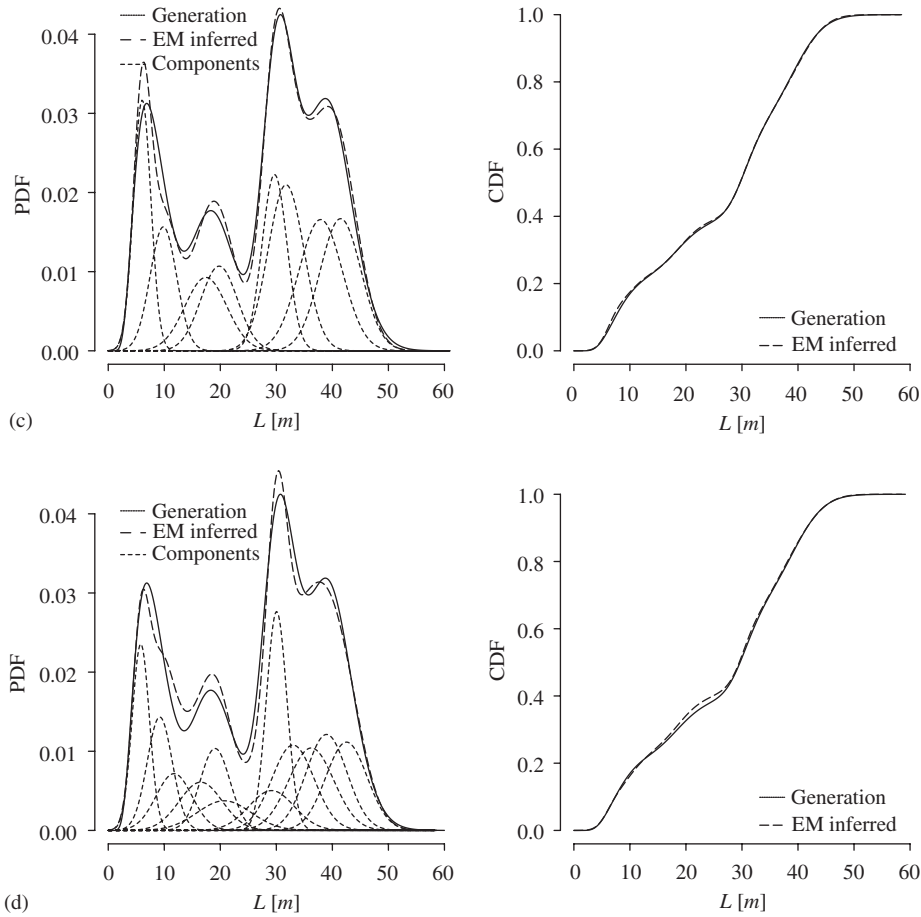 Generation
EM inferred
Components
0.04
0.03
0.02
0.01
0.00
PDF
0 10 20 30 40 50 60
L [m]
(c)
1.0
0.8
0.6
0.4
0.2
0.0
CDF
Generation
EM inferred
0 10 20 30 40 50 60
L [m]
Generation
EM inferred
Components
0.04
0.03
0.02
0.01
0.00
PDF
0 10 20 30 40 50 60
L [m]
(d)
1.0
0.8
0.6
0.4
0.2
0.0
CDF
Generation
EM inferred
0 10 20 30 40 50 60
L [m]